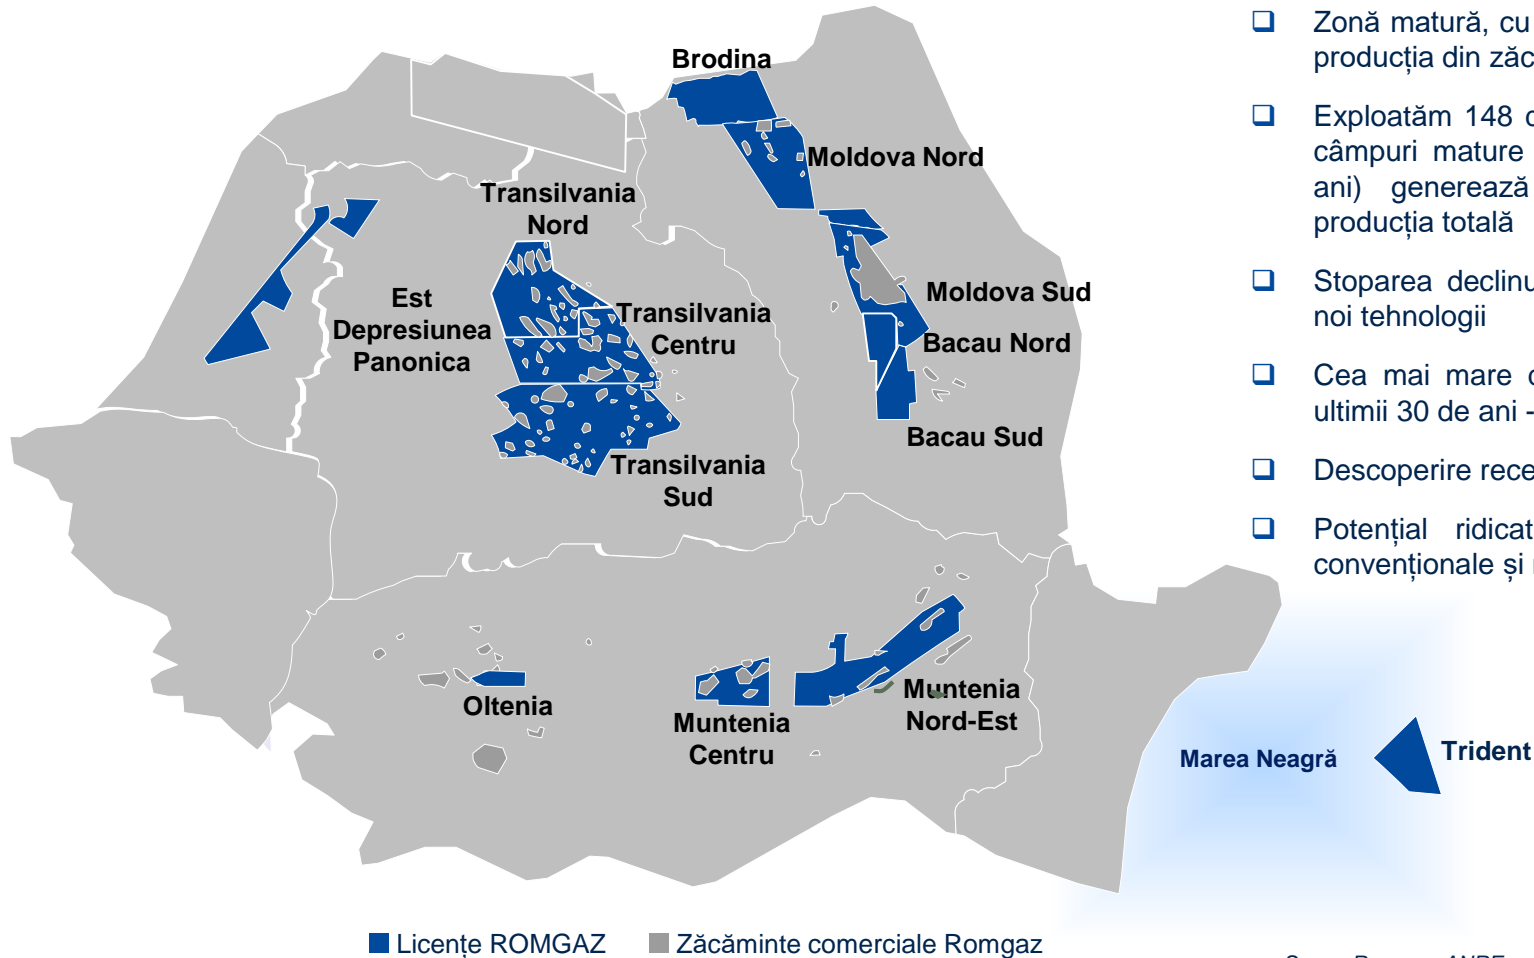 Brodina
Moldova Nord
Transilvania
Nord
Est
Depresiunea
Panonica
Transilvania
Centru
Moldova Sud
Bacau Nord
Bacau Sud
Transilvania
Sud
Oltenia
Muntenia
Centru
Muntenia
Nord-Est
Marea Neagră
Trident
Licențe ROMGAZ
Zăcăminte comerciale Romgaz
Zonă matură, cu
producția din zăc
Exploatăm 148 d
câmpuri mature
ani) generează
producția totală
Stoparea declinu
noi tehnologii
Cea mai mare d
ultimii 30 de ani -
Descoperire rece
Potențial ridicat
convenționale și